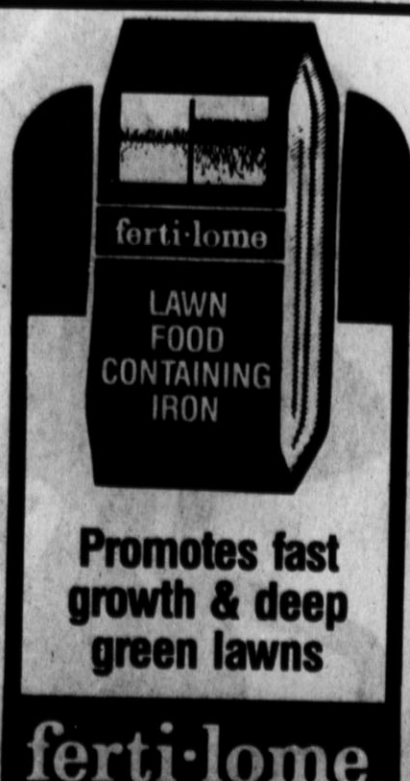 ferti·lome
LAWN
FOOD
CONTAINING
IRON
Promotes fast
growth & deep
green lawns
ferti·lome